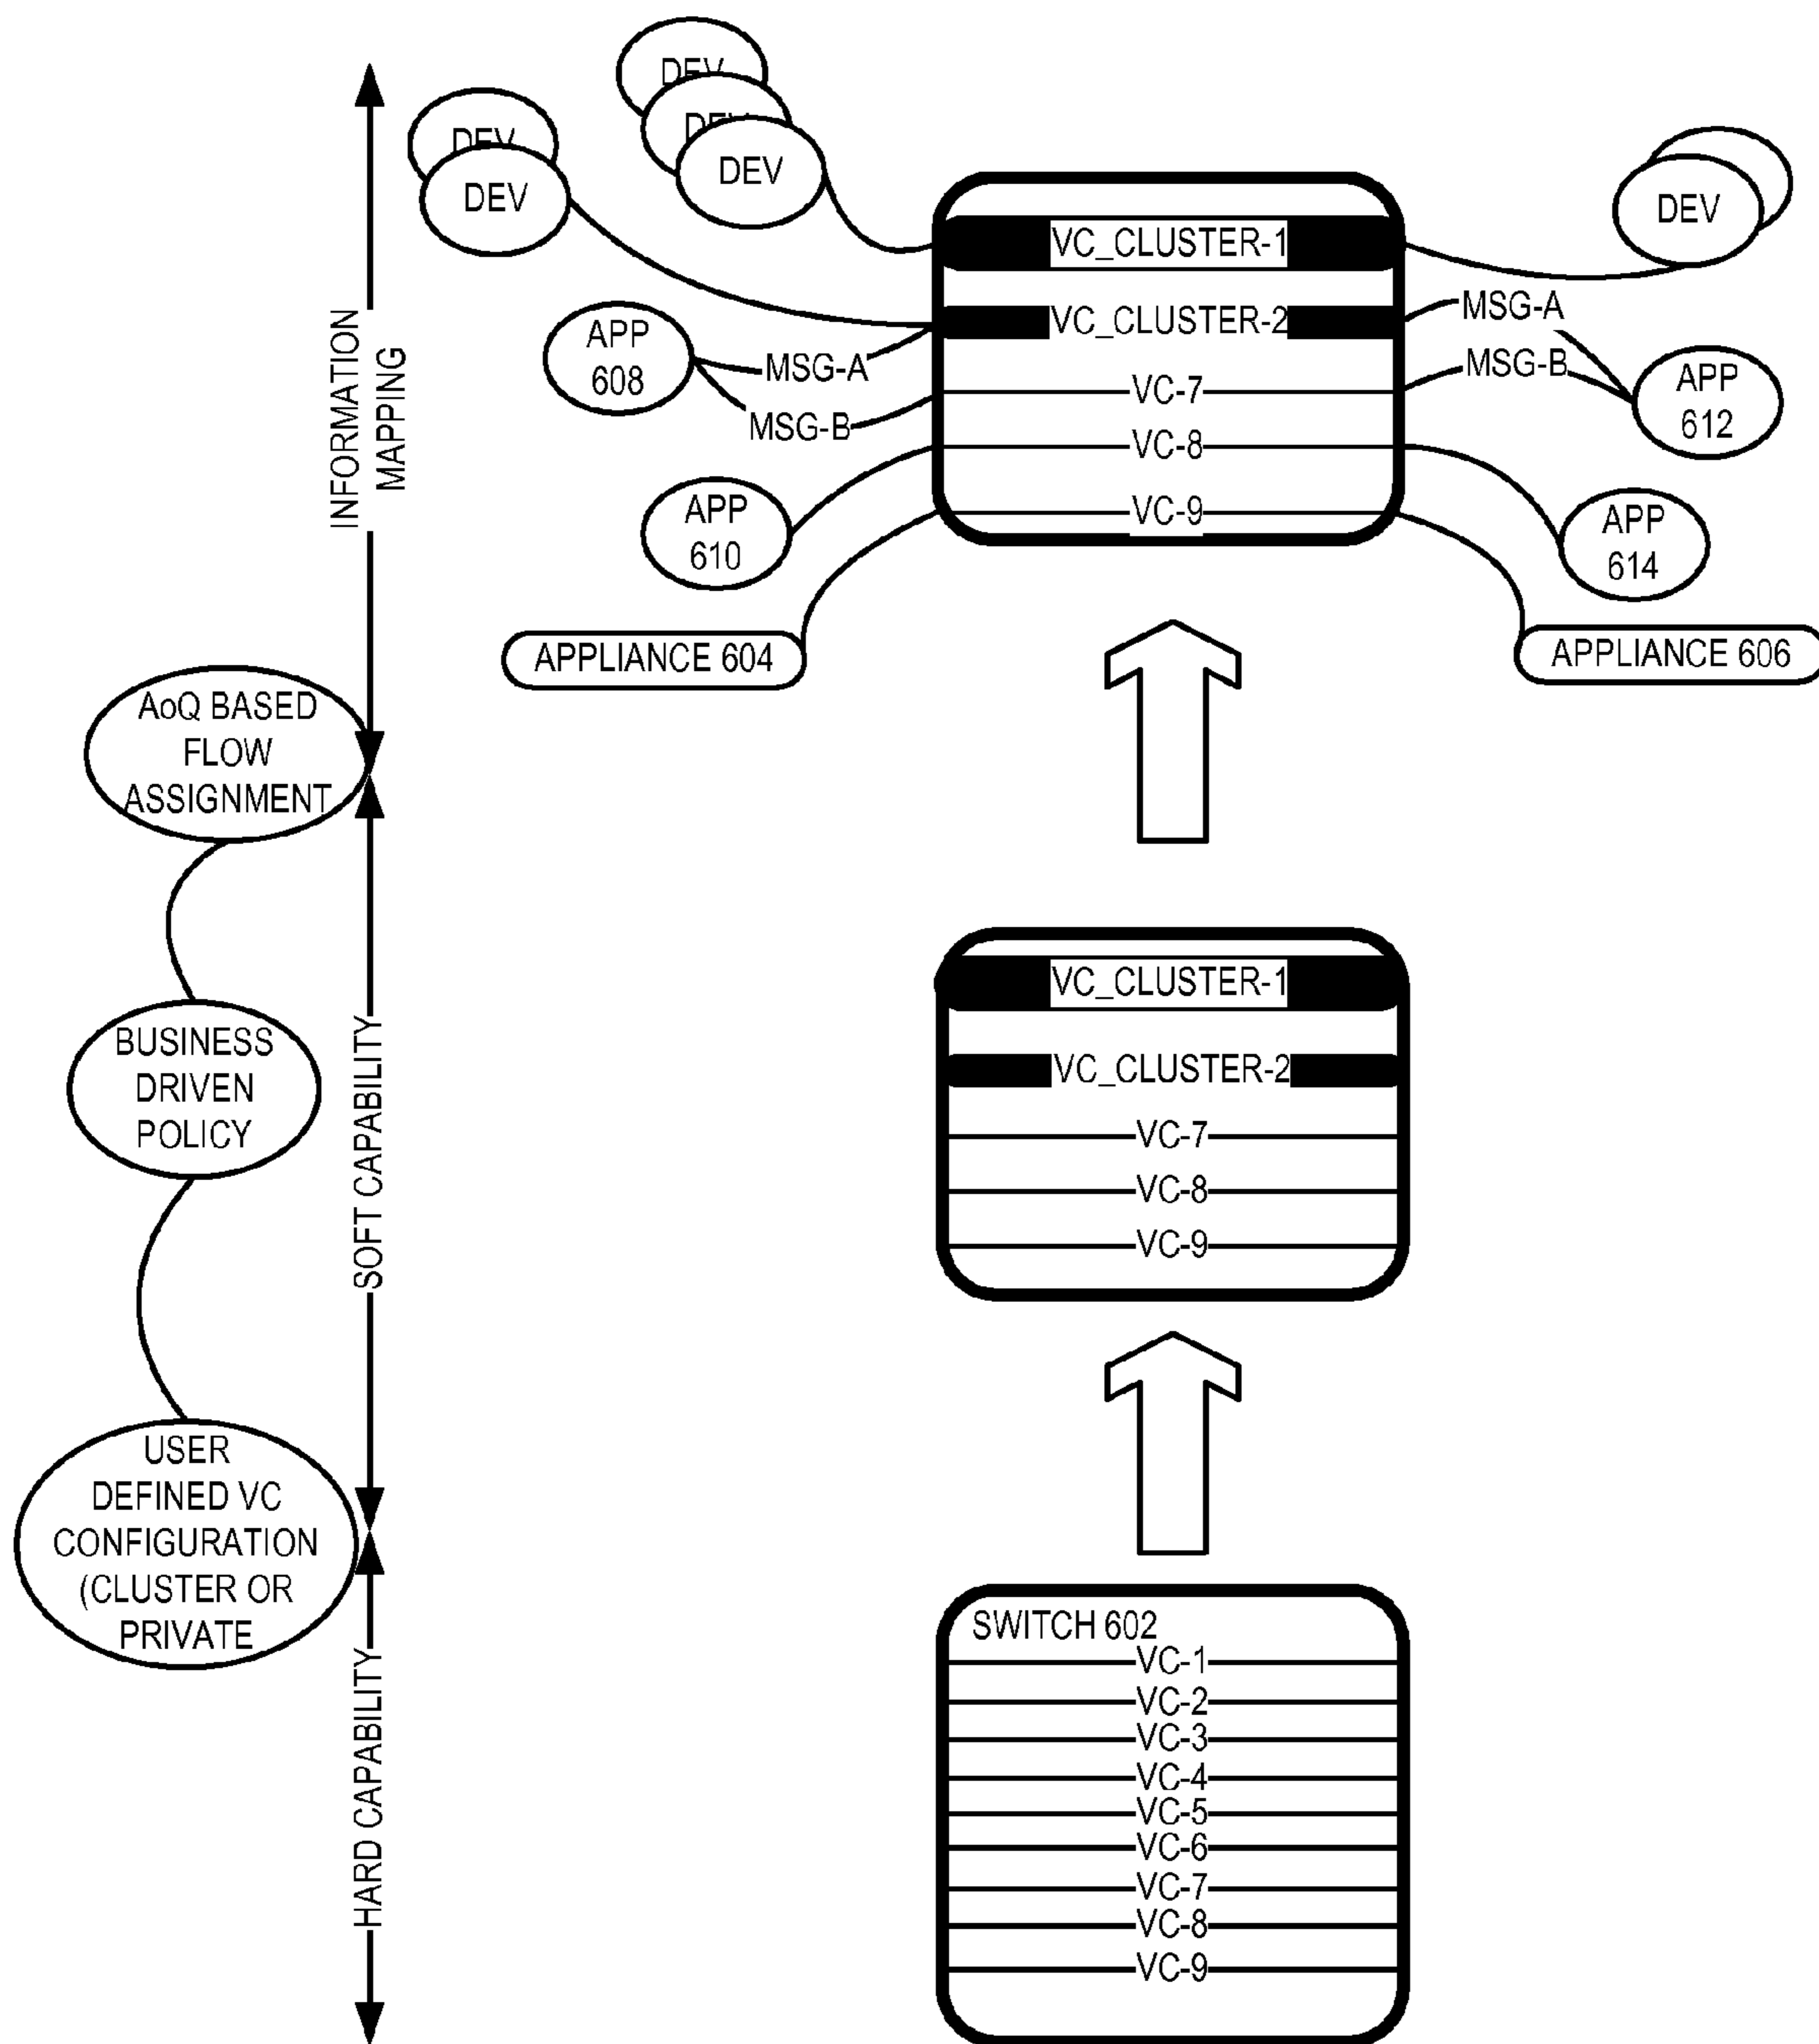 DEV
DEV
DEV
DEV
DEV
DEV
VC_CLUSTER-1
VC_CLUSTER-2
VC-7
VC-8
VC-9
MSG-A
MSG-B
MSG-A
MSG-B
APP
608
APP
610
APP
612
APP
614
APPLIANCE 604
APPLIANCE 606
INFORMATION
MAPPING
AoQ BASED
FLOW
ASSIGNMENT
BUSINESS
DRIVEN
POLICY
SOFT CAPABILITY
VC_CLUSTER-1
VC_CLUSTER-2
VC-7
VC-8
VC-9
USER
DEFINED VC
CONFIGURATION
(CLUSTER OR
PRIVATE
HARD CAPABILITY
SWITCH 602
VC-1
VC-2
VC-3
VC-4
VC-5
VC-6
VC-7
VC-8
VC-9